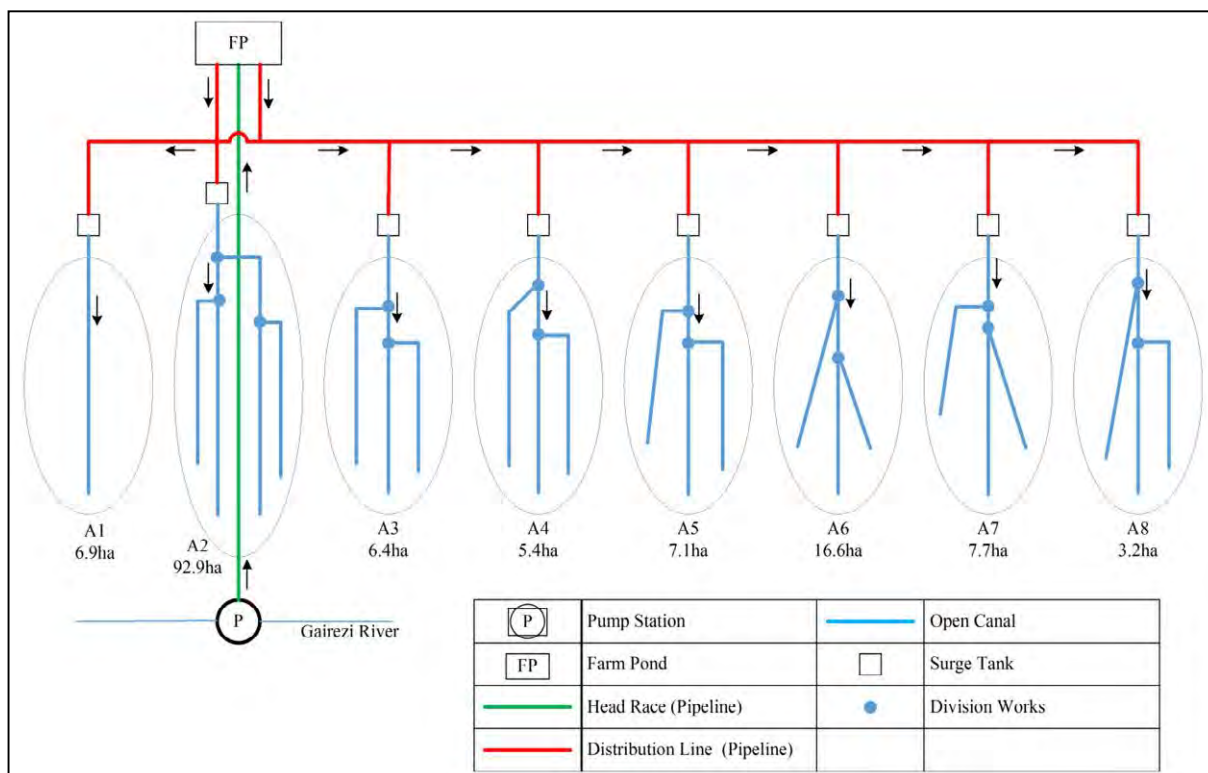 FP
A1
6.9ha
A2
92.9ha
A3
6.4ha
A4
5.4ha
A5
7.1ha
A6
16.6ha
A7
7.7ha
A8
3.2ha
P
Gairezi River
P Pump Station Open Canal
FP Farm Pond Surge Tank
Head Race (Pipeline) Division Works
Distribution Line (Pipeline)